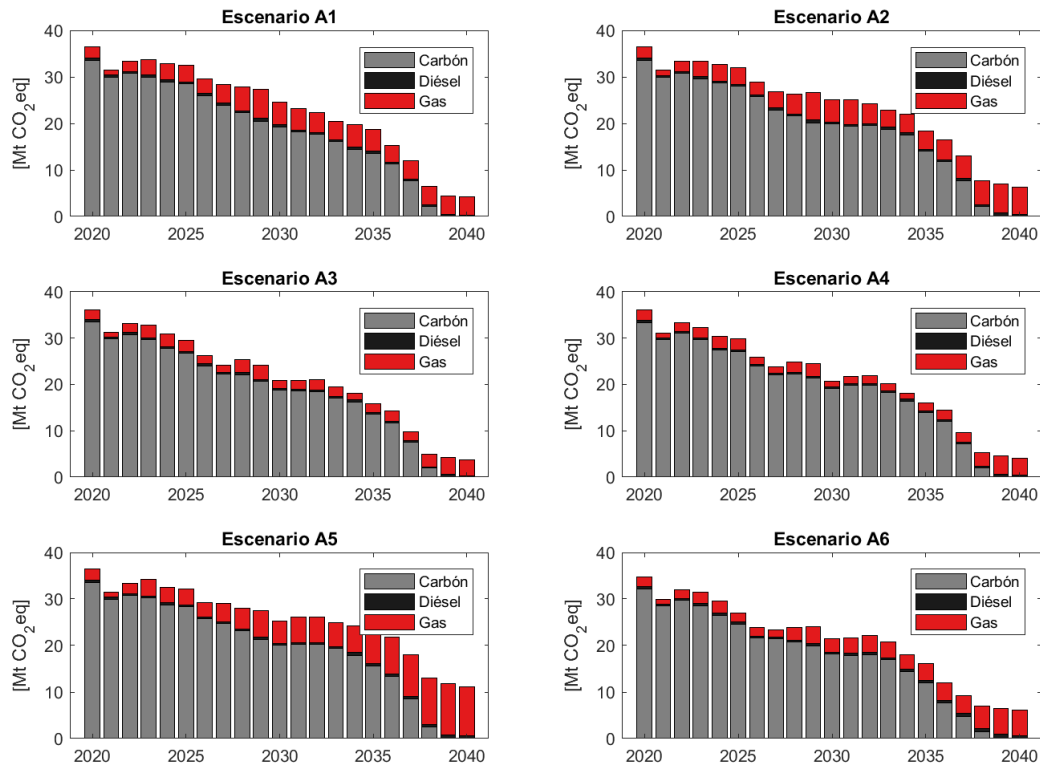 Escenario A1
[Mt CO2eq]
40
30
20
10
0
2020 2025 2030 2035 2040
Carbón
Diésel
Gas
Escenario A2
[Mt CO2eq]
40
30
20
10
0
2020 2025 2030 2035 2040
Carbón
Diésel
Gas
Escenario A3
[Mt CO2eq]
40
30
20
10
0
2020 2025 2030 2035 2040
Carbón
Diésel
Gas
Escenario A4
[Mt CO2eq]
40
30
20
10
0
2020 2025 2030 2035 2040
Carbón
Diésel
Gas
Escenario A5
[Mt CO2eq]
40
30
20
10
0
2020 2025 2030 2035 2040
Carbón
Diésel
Gas
Escenario A6
[Mt CO2eq]
40
30
20
10
0
2020 2025 2030 2035 2040
Carbón
Diésel
Gas